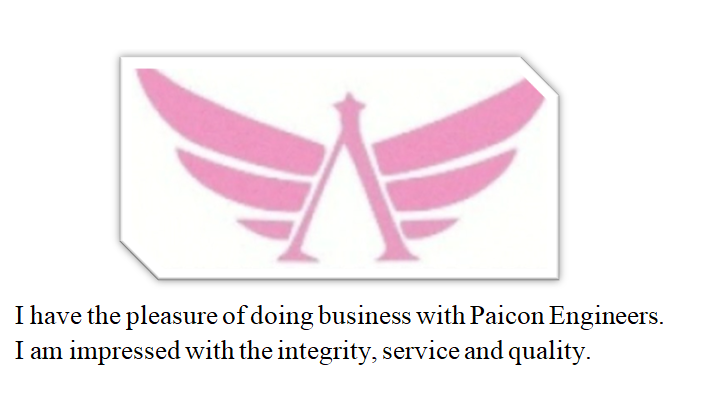 I have the pleasure of doing business with Paicon Engineers.
I am impressed with the integrity, service and quality.